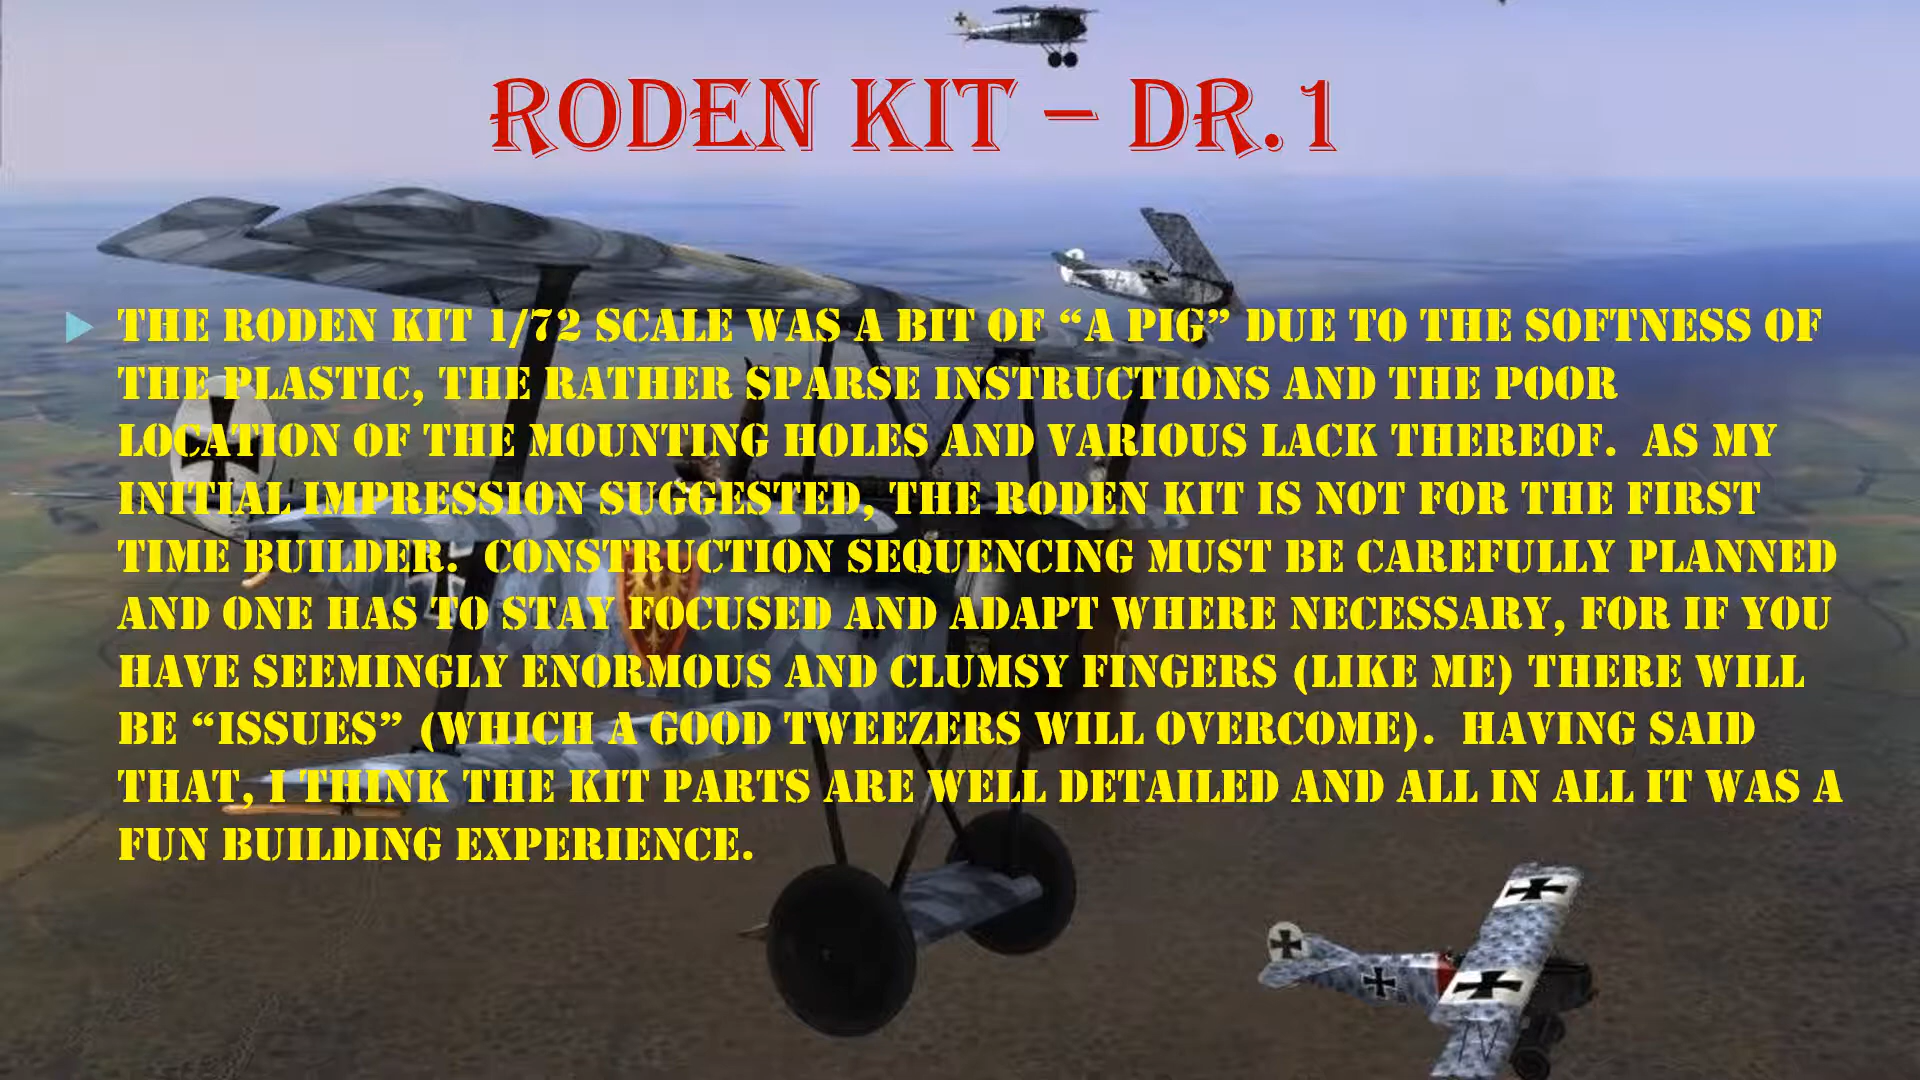 RODEN KIT – DR.1
THE RODEN KIT 1/72 SCALE WAS A BIT OF “A PIG” DUE TO THE SOFTNESS OF
THE PLASTIC, THE RATHER SPARSE INSTRUCTIONS AND THE POOR
LOCATION OF THE MOUNTING HOLES AND VARIOUS LACK THEREOF.  AS MY
INITIAL IMPRESSION SUGGESTED, THE RODEN KIT IS NOT FOR THE FIRST
TIME BUILDER.  CONSTRUCTION SEQUENCING MUST BE CAREFULLY PLANNED
AND ONE HAS TO STAY FOCUSED AND ADAPT WHERE NECESSARY, FOR IF YOU
HAVE SEEMINGLY ENORMOUS AND CLUMSY FINGERS (LIKE ME) THERE WILL
BE “ISSUES” (WHICH A GOOD TWEEZERS WILL OVERCOME).  HAVING SAID
THAT, I THINK THE KIT PARTS ARE WELL DETAILED AND ALL IN ALL IT WAS A
FUN BUILDING EXPERIENCE.